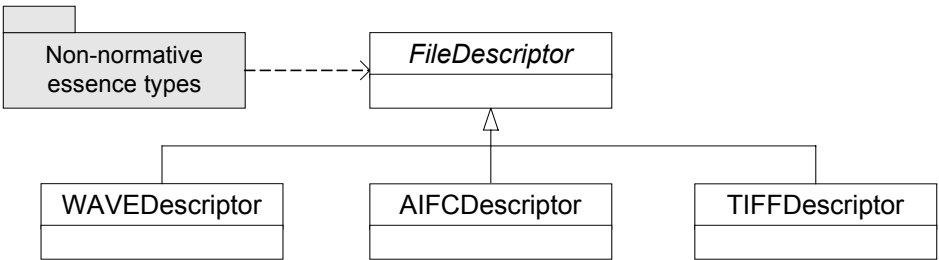 Non-normative
essence types
FileDescriptor
WAVEDescriptor
AIFCDescriptor
TIFFDescriptor